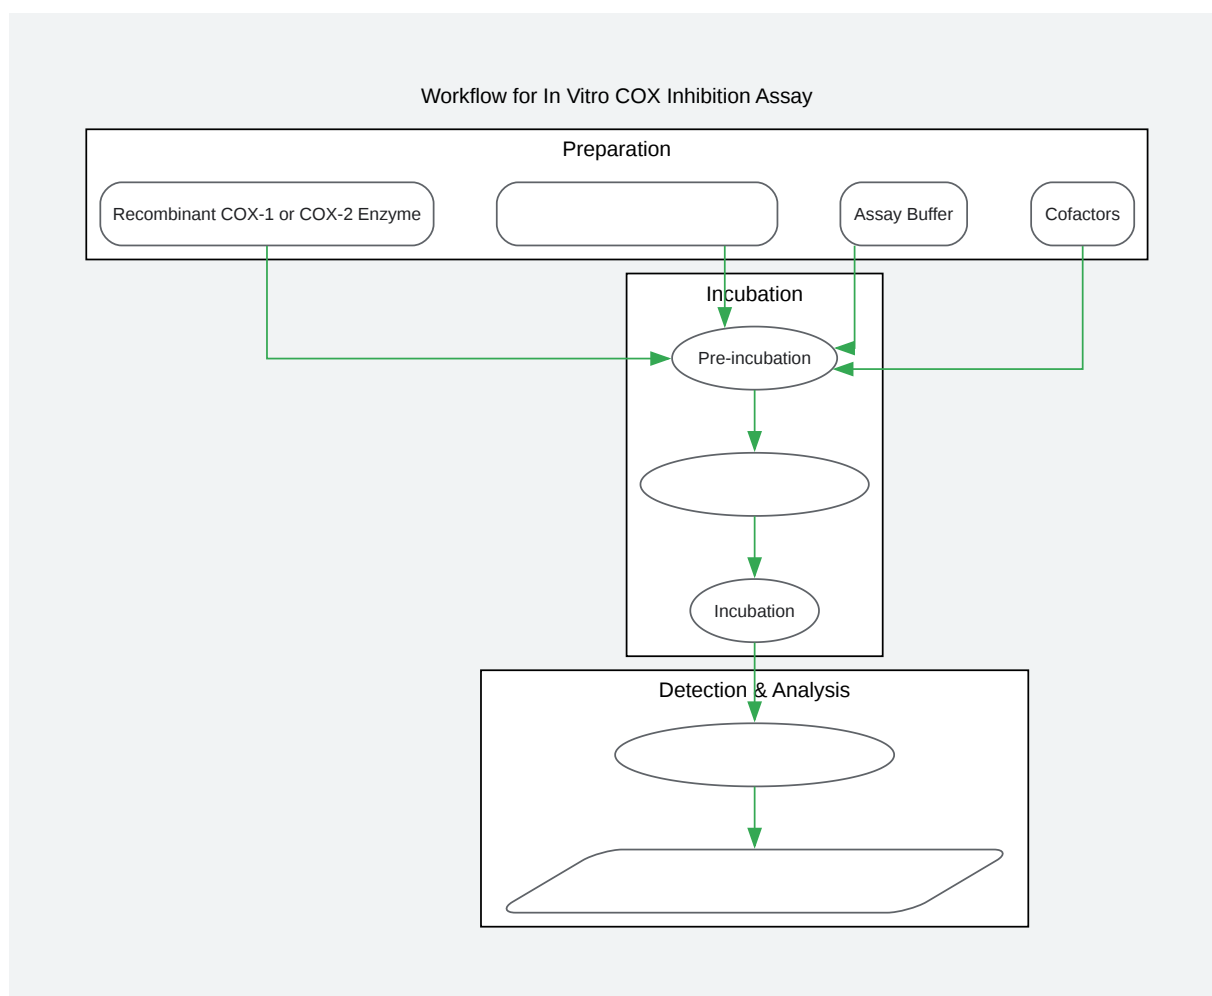 Workflow for In Vitro COX Inhibition Assay
Preparation
Recombinant COX-1 or COX-2 Enzyme
Assay Buffer
Cofactors
Incubation
Pre-incubation
Incubation
Detection & Analysis